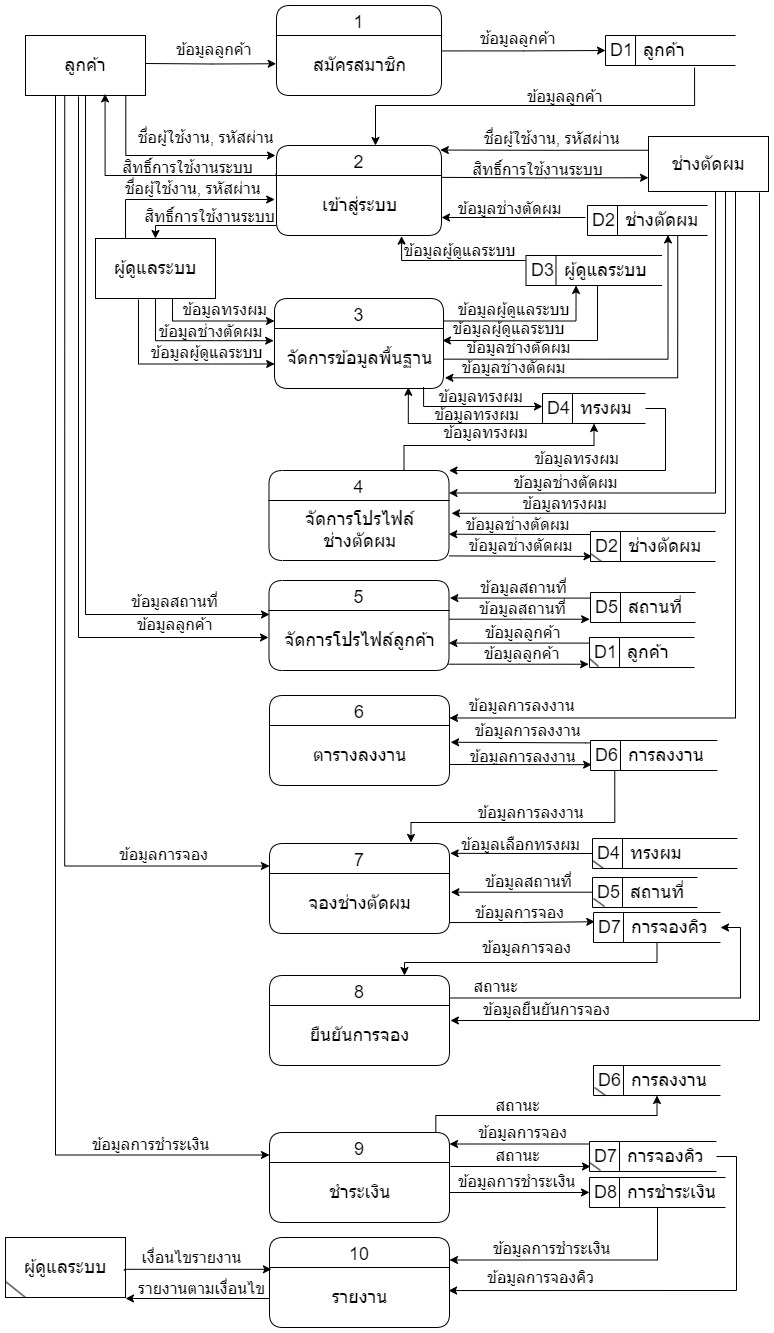 1
ลูกค้า
ข้อมูลลูกค้า
สมัครสมาชิก
ข้อมูลลูกค้า
D1 ลูกค้า
ข้อมูลลูกค้า
ชื่อผู้ใช้งาน, รหัสผ่าน
สิทธิ์การใช้งานระบบ
2
เข้าสู่ระบบ
ชื่อผู้ใช้งาน, รหัสผ่าน
สิทธิ์การใช้งานระบบ
ช่างตัดผม
ชื่อผู้ใช้งาน, รหัสผ่าน
สิทธิ์การใช้งานระบบ
ข้อมูลช่างตัดผม
D2 ช่างตัดผม
ผู้ดูแลระบบ
ข้อมูลผู้ดูแลระบบ
D3 ผู้ดูแลระบบ
ข้อมูลทรงผม
ข้อมูลช่างตัดผม
ข้อมูลผู้ดูแลระบบ
3
จัดการข้อมูลพื้นฐาน
ข้อมูลผู้ดูแลระบบ
ข้อมูลผู้ดูแลระบบ
ข้อมูลช่างตัดผม
ข้อมูลช่างตัดผม
ข้อมูลทรงผม
ข้อมูลทรงผม
D4 ทรงผม
ข้อมูลทรงผม
ข้อมูลทรงผม
4
จัดการโปรไฟล์
ช่างตัดผม
ข้อมูลช่างตัดผม
ข้อมูลทรงผม
ข้อมูลช่างตัดผม
ข้อมูลช่างตัดผม
D2 ช่างตัดผม
ข้อมูลสถานที่
ข้อมูลลูกค้า
5
จัดการโปรไฟล์ลูกค้า
ข้อมูลสถานที่
ข้อมูลสถานที่
D5 สถานที่
ข้อมูลลูกค้า
ข้อมูลลูกค้า
D1 ลูกค้า
6
ตารางลงงาน
ข้อมูลการลงงาน
ข้อมูลการลงงาน
ข้อมูลการลงงาน
D6 การลงงาน
ข้อมูลการลงงาน
ข้อมูลการจอง
7
จองช่างตัดผม
ข้อมูลเลือกทรงผม
D4 ทรงผม
ข้อมูลสถานที่
D5 สถานที่
ข้อมูลการจอง
D7 การจองคิว
ข้อมูลการจอง
8
ยืนยันการจอง
สถานะ
ข้อมูลยืนยันการจอง
D6 การลงงาน
สถานะ
ข้อมูลการชำระเงิน
9
ชำระเงิน
ข้อมูลการจอง
สถานะ
D7 การจองคิว
ข้อมูลการชำระเงิน
D8 การชำระเงิน
ผู้ดูแลระบบ
เงื่อนไขรายงาน
รายงานตามเงื่อนไข
10
รายงาน
ข้อมูลการชำระเงิน
ข้อมูลการจองคิว